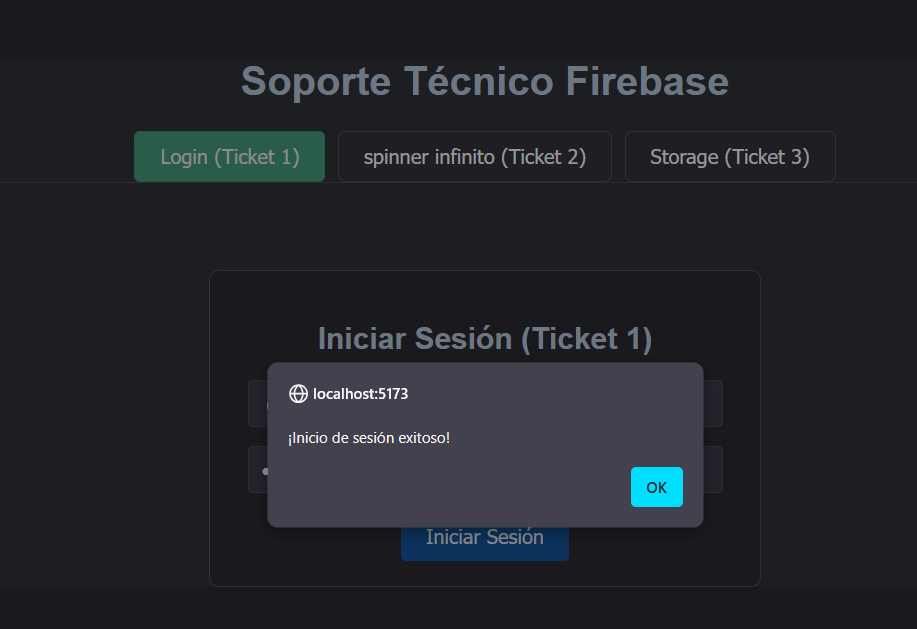 Soporte Técnico Firebase
Login (Ticket 1)
spinner infinito (Ticket 2)
Storage (Ticket 3)
Iniciar Sesión (Ticket 1)
localhost:5173
¡Inicio de sesión exitoso!
OK
Iniciar Sesión